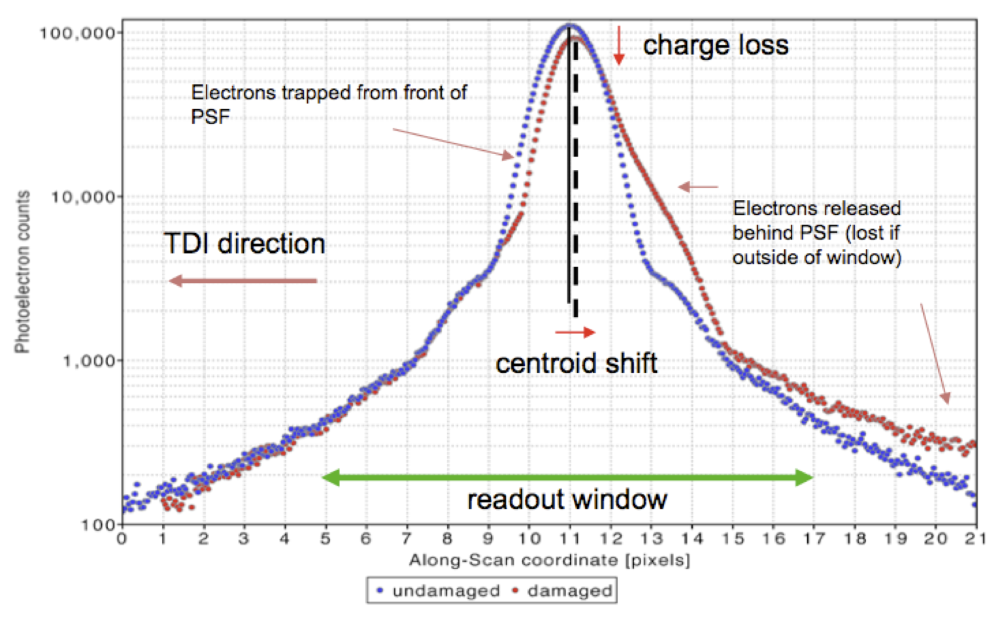 100,000
charge loss
Electrons trapped from front of
PSF
10,000
Electrons released
behind PSF (lost if
outside of window)
TDI direction
Photoelectron counts
1,000
centroid shift
readout window
100
0 1 2 3 4 5 6 7 8 9 10 11 12 13 14 15 16 17 18 19 20 21
Along-Scan coordinate [pixels]
undamaged damaged